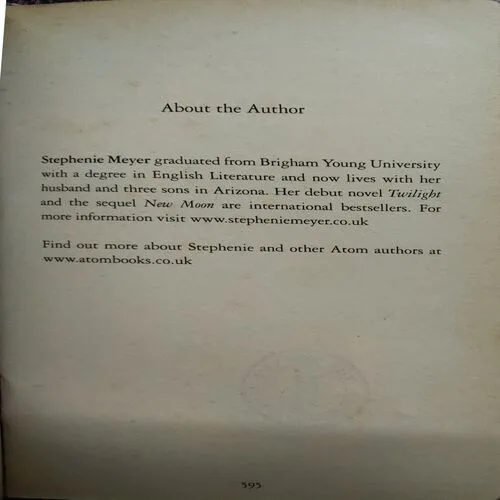 About the Author
Stephenie Meyer graduated from Brigham Young University
with a degree in English Literature and now lives with her
husband and three sons in Arizona. Her debut novel Twilight
and the sequel New Moon are international bestsellers. For
more information visit www.stepheniemeyer.co.uk
Find out more about Stephenie and other Atom authors at
www.atombooks.co.uk
595